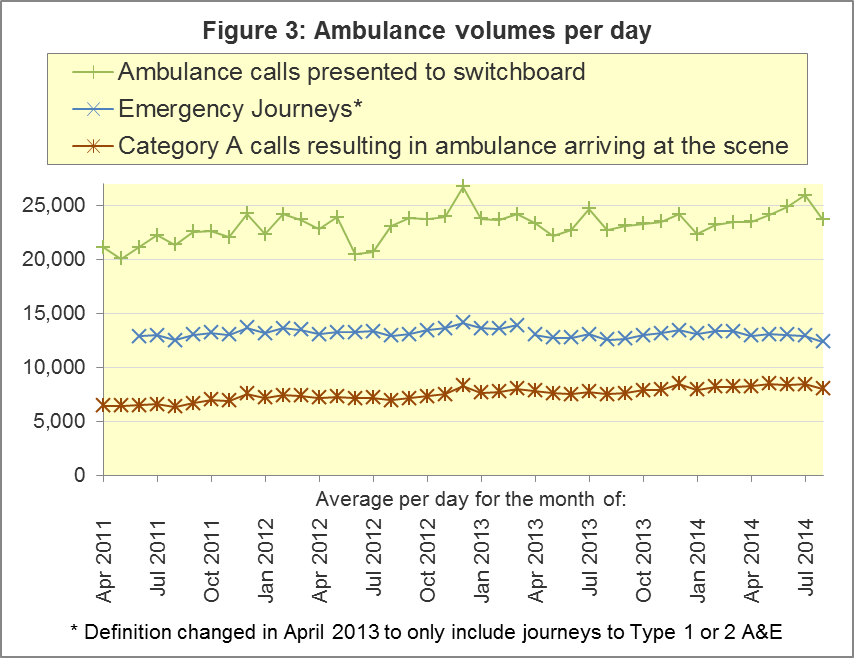 Figure 3: Ambulance volumes per day
Ambulance calls presented to switchboard
Emergency Journeys*
Category A calls resulting in ambulance arriving at the scene
25,000
20,000
15,000
10,000
5,000
0
Average per day for the month of:
Apr 2011
Jul 2011
Oct 2011
Jan 2012
Apr 2012
Jul 2012
Oct 2012
Jan 2013
Apr 2013
Jul 2013
Oct 2013
Jan 2014
Apr 2014
Jul 2014
* Definition changed in April 2013 to only include journeys to Type 1 or 2 A&E